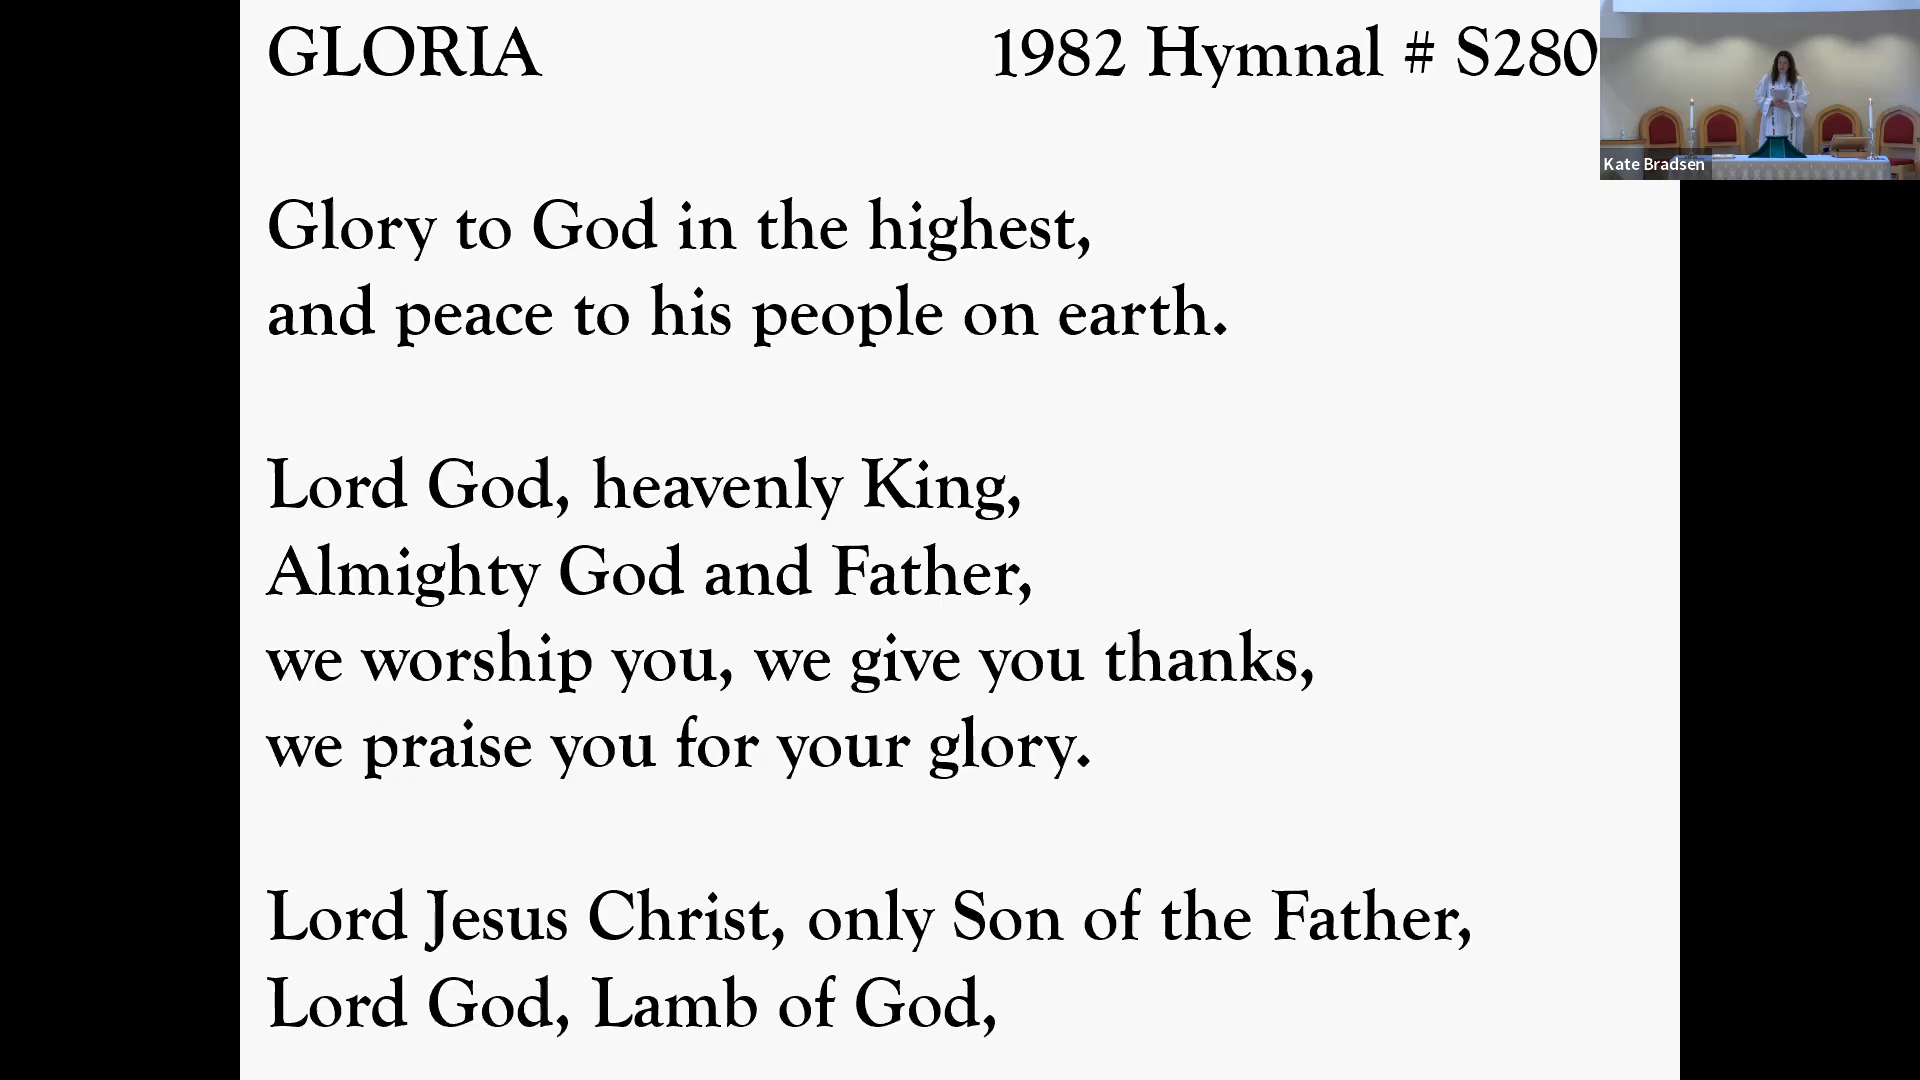 GLORIA 1982 Hymnal # S280
Kate Bradsen
Glory to God in the highest,
and peace to his people on earth.
Lord God, heavenly King,
Almighty God and Father,
we worship you, we give you thanks,
we praise you for your glory.
Lord Jesus Christ, only Son of the Father,
Lord God, Lamb of God,